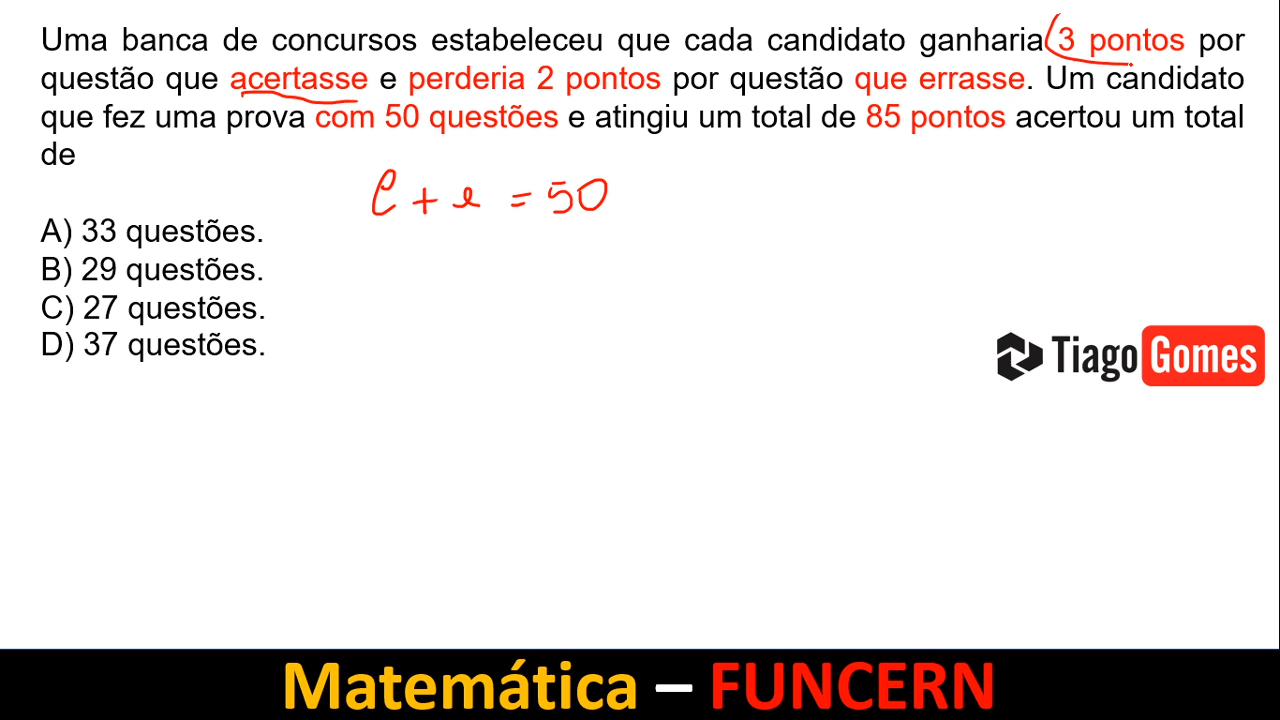 Uma banca de concursos estabeleceu que cada candidato ganharia 3 pontos por
questão que acertasse e perderia 2 pontos por questão que errasse. Um candidato
que fez uma prova com 50 questões e atingiu um total de 85 pontos acertou um total
de
C + e = 50
A) 33 questões.
B) 29 questões.
C) 27 questões.
D) 37 questões.
Tiago Gomes
Matemática – FUNCERN